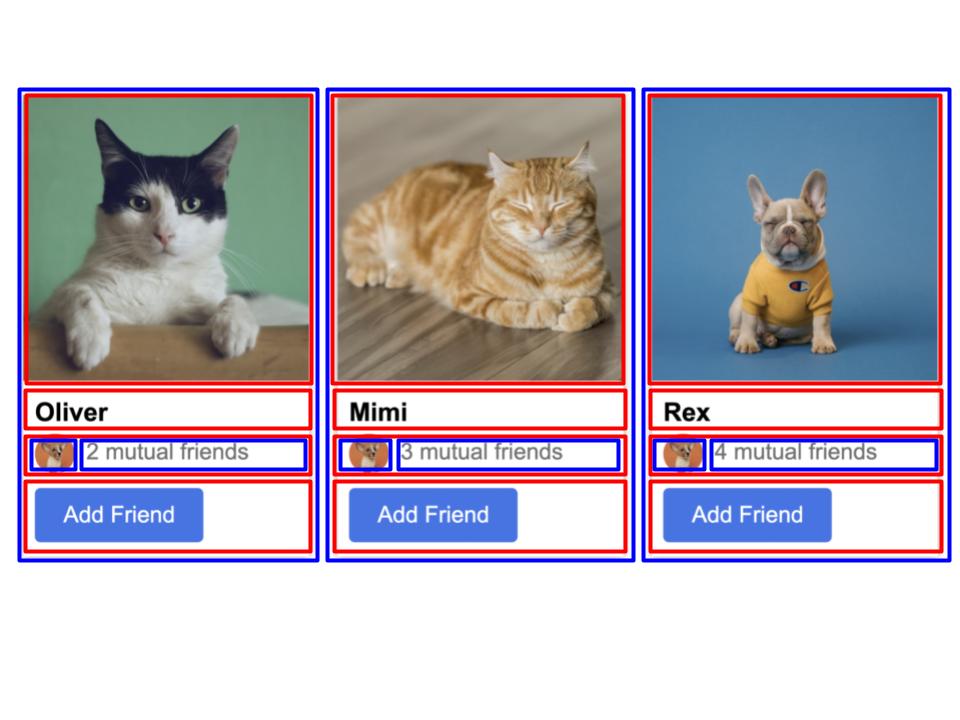 Oliver
2 mutual friends
Add Friend
Mimi
3 mutual friends
Add Friend
Rex
4 mutual friends
Add Friend